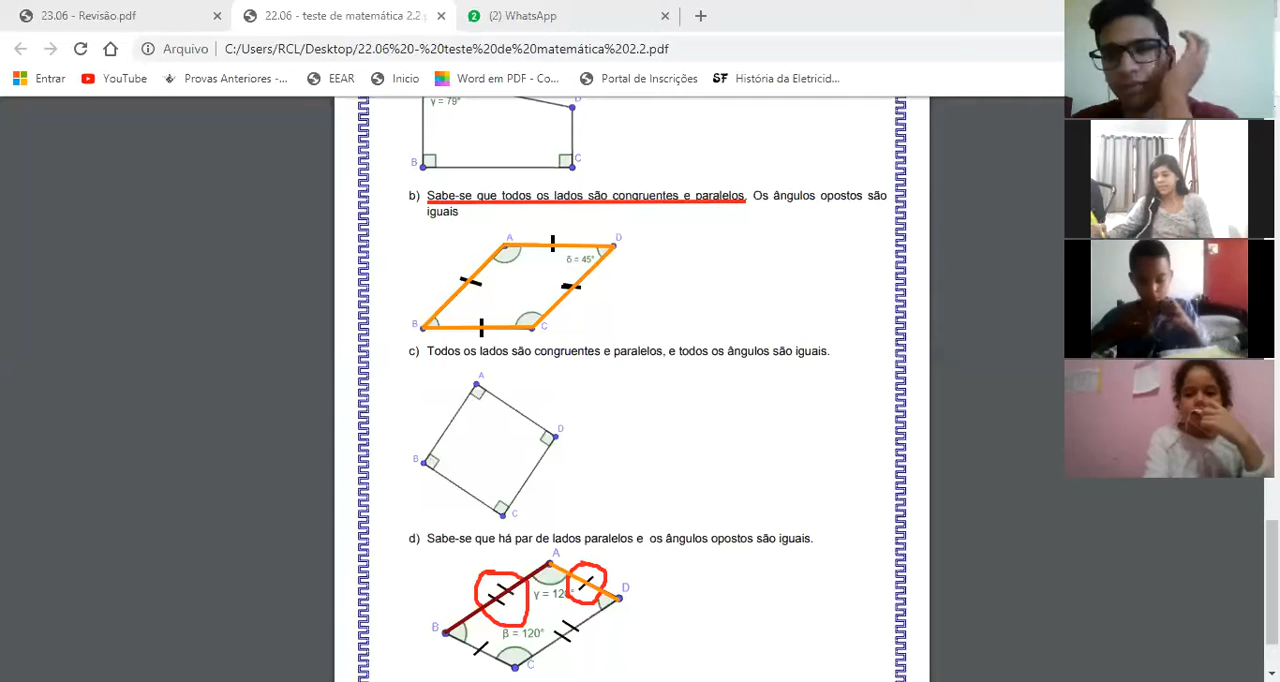 23.06 - Revisão.pdf
22.06 - teste de matemática 2.2.p
2 (2) WhatsApp
Arquivo C:/Users/RCL/Desktop/22.06%20-%20teste%20de%20matemática%202.2.pdf
Entrar YouTube Provas Anteriores -... EEAR Inicio Word em PDF - Co... Portal de Inscrições SF História da Eletricid...
γ = 79°
D
B C
b) Sabe-se que todos os lados são congruentes e paralelos. Os ângulos opostos são
iguais
A D
δ = 45°
B C
c) Todos os lados são congruentes e paralelos, e todos os ângulos são iguais.
A
D
B
C
d) Sabe-se que há par de lados paralelos e os ângulos opostos são iguais.
A
D
γ = 120°
B
β = 120°
C